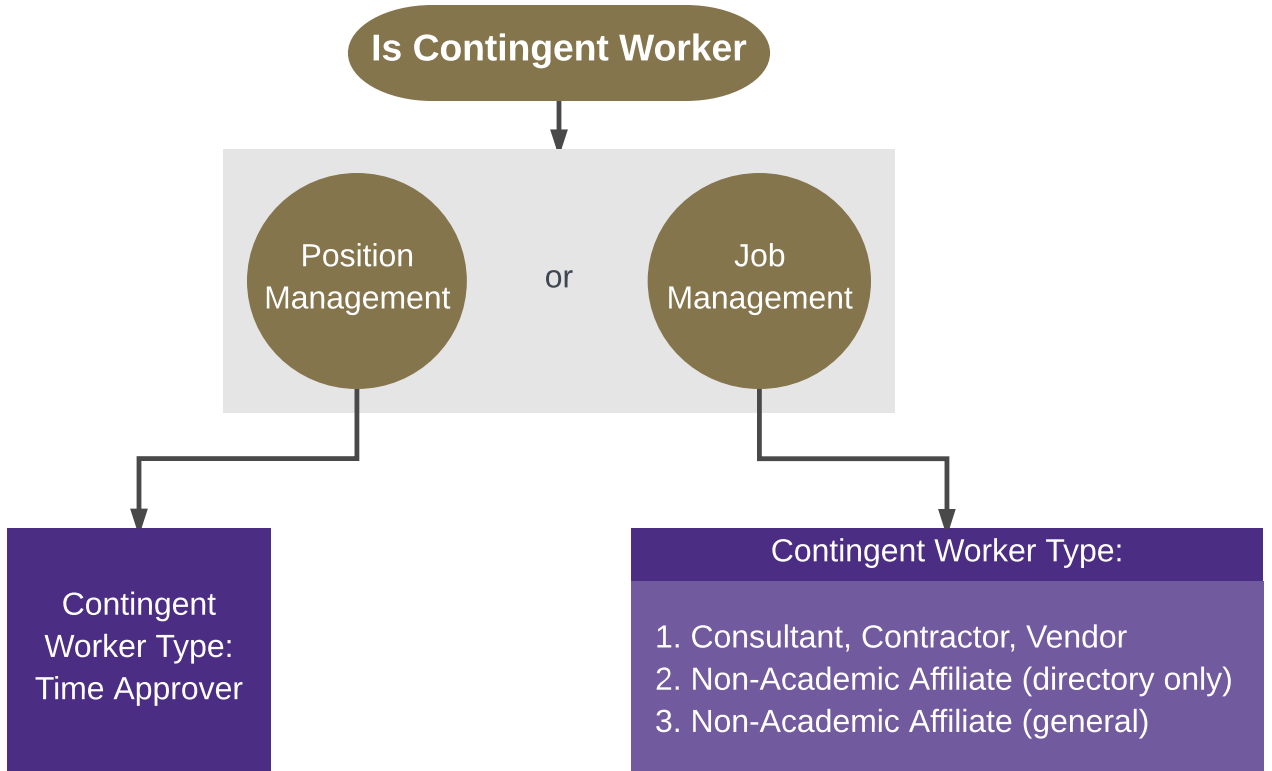 Is Contingent Worker
Position
Management
or
Job
Management
Contingent
Worker Type:
Time Approver
Contingent Worker Type:
1. Consultant, Contractor, Vendor
2. Non-Academic Affiliate (directory only)
3. Non-Academic Affiliate (general)